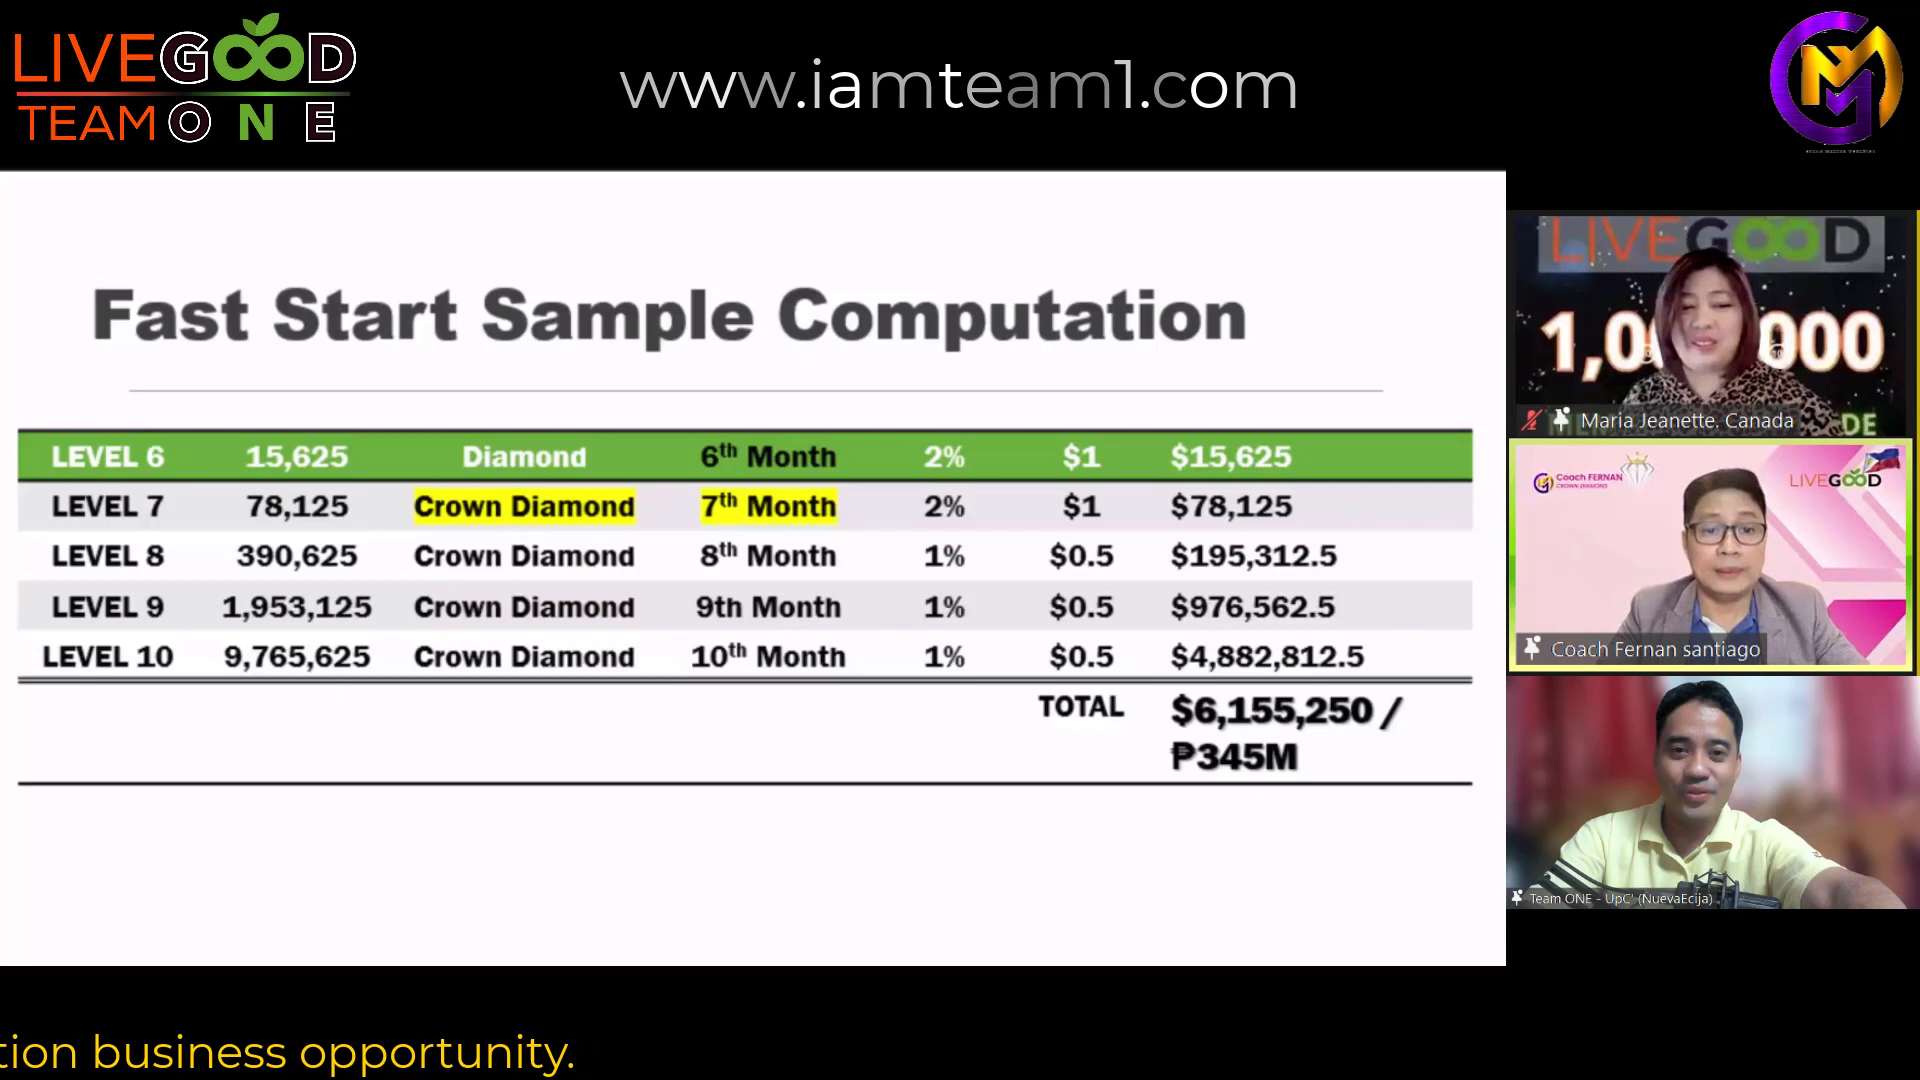 LIVEGOOD
TEAM ONE
www.iamteam1.com
GM
Fast Start Sample Computation
LEVEL 6 15,625 Diamond 6th Month 2% $1 $15,625
LEVEL 7 78,125 Crown Diamond 7th Month 2% $1 $78,125
LEVEL 8 390,625 Crown Diamond 8th Month 1% $0.5 $195,312.5
LEVEL 9 1,953,125 Crown Diamond 9th Month 1% $0.5 $976,562.5
LEVEL 10 9,765,625 Crown Diamond 10th Month 1% $0.5 $4,882,812.5
TOTAL $6,155,250 /
₱345M
LIVEGOOD
Maria Jeanette. Canada
DE
Coach FERNAN
CROWN DIAMOND
LIVEGOOD
Coach Fernan santiago
Team ONE - UpC' (NuevaEcija)
tion business opportunity.